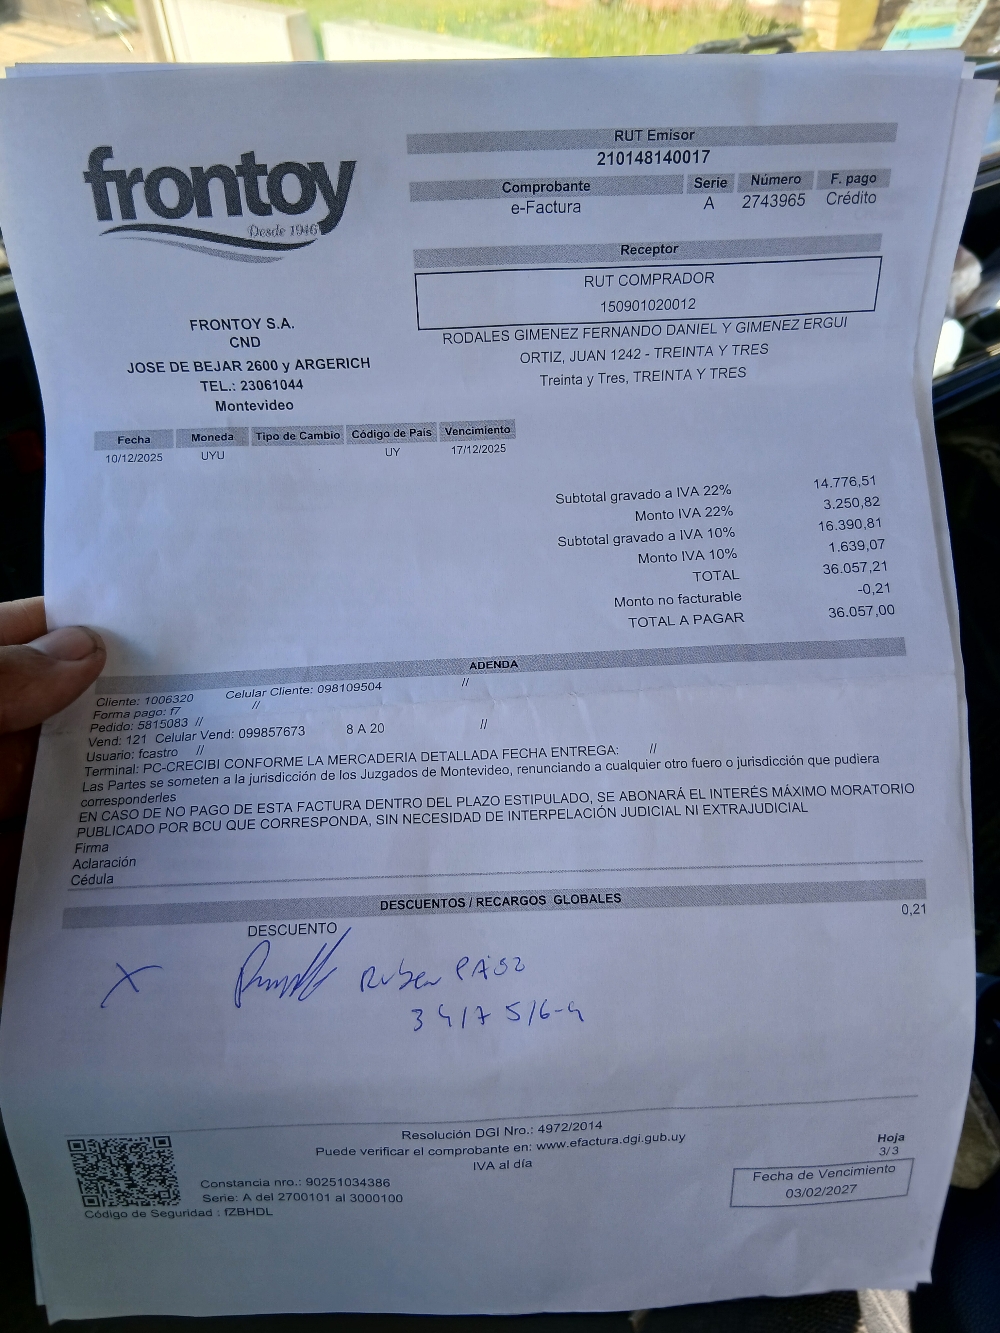 frontoy
Desde 1946
RUT Emisor
210148140017
Comprobante Serie Número F. pago
e-Factura A 2743965 Crédito
Receptor
RUT COMPRADOR
150901020012
RODALES GIMENEZ FERNANDO DANIEL Y GIMENEZ ERGUI
ORTIZ, JUAN 1242 - TREINTA Y TRES
Treinta y Tres, TREINTA Y TRES
FRONTOY S.A.
CND
JOSE DE BEJAR 2600 y ARGERICH
TEL.: 23061044
Montevideo
Fecha Moneda Tipo de Cambio Código de País Vencimiento
10/12/2025 UYU UY 17/12/2025
Subtotal gravado a IVA 22% 14.776,51
Monto IVA 22% 3.250,82
Subtotal gravado a IVA 10% 16.390,81
Monto IVA 10% 1.639,07
TOTAL 36.057,21
Monto no facturable -0,21
TOTAL A PAGAR 36.057,00
ADENDA
Cliente: 1006320 Celular Cliente: 098109504 //
Forma pago: f7 //
Pedido: 5815083 //
Vend: 121 Celular Vend: 099857673 8 A 20 //
Usuario: fcastro //
Terminal: PC-CRECIBI CONFORME LA MERCADERIA DETALLADA FECHA ENTREGA: //
Las Partes se someten a la jurisdicción de los Juzgados de Montevideo, renunciando a cualquier otro fuero o jurisdicción que pudiera
corresponderles
EN CASO DE NO PAGO DE ESTA FACTURA DENTRO DEL PLAZO ESTIPULADO, SE ABONARÁ EL INTERÉS MÁXIMO MORATORIO
PUBLICADO POR BCU QUE CORRESPONDA, SIN NECESIDAD DE INTERPELACIÓN JUDICIAL NI EXTRAJUDICIAL
Firma
Aclaración
Cédula
DESCUENTOS / RECARGOS GLOBALES
DESCUENTO 0,21
X Ruben
3417516-4
Resolución DGI Nro.: 4972/2014
Puede verificar el comprobante en: www.efactura.dgi.gub.uy
IVA al día
Constancia nro.: 90251034386
Serie: A del 2700101 al 3000100
Código de Seguridad : fZBHDL
Hoja
3/3
Fecha de Vencimiento
03/02/2027